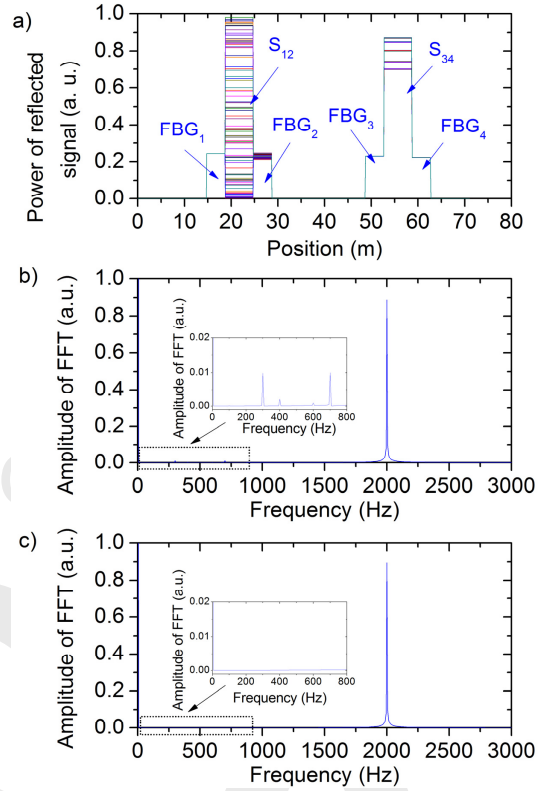 a)
Power of reflected
signal (a. u.)
1.0
0.8
0.6
0.4
0.2
0.0
S12
FBG1
FBG2
FBG3
S34
FBG4
0 10 20 30 40 50 60 70 80
Position (m)
b)
Amplitude of FFT (a.u.)
1.0
0.8
0.6
0.4
0.2
0.0
Amplitude of FFT (a.u.)
0.02
0.01
0.00
0 200 400 600 800
Frequency (Hz)
0 500 1000 1500 2000 2500 3000
Frequency (Hz)
c)
Amplitude of FFT (a.u.)
1.0
0.8
0.6
0.4
0.2
0.0
Amplitude of FFT (a.u.)
0.02
0.01
0.00
0 200 400 600 800
Frequency (Hz)
0 500 1000 1500 2000 2500 3000
Frequency (Hz)